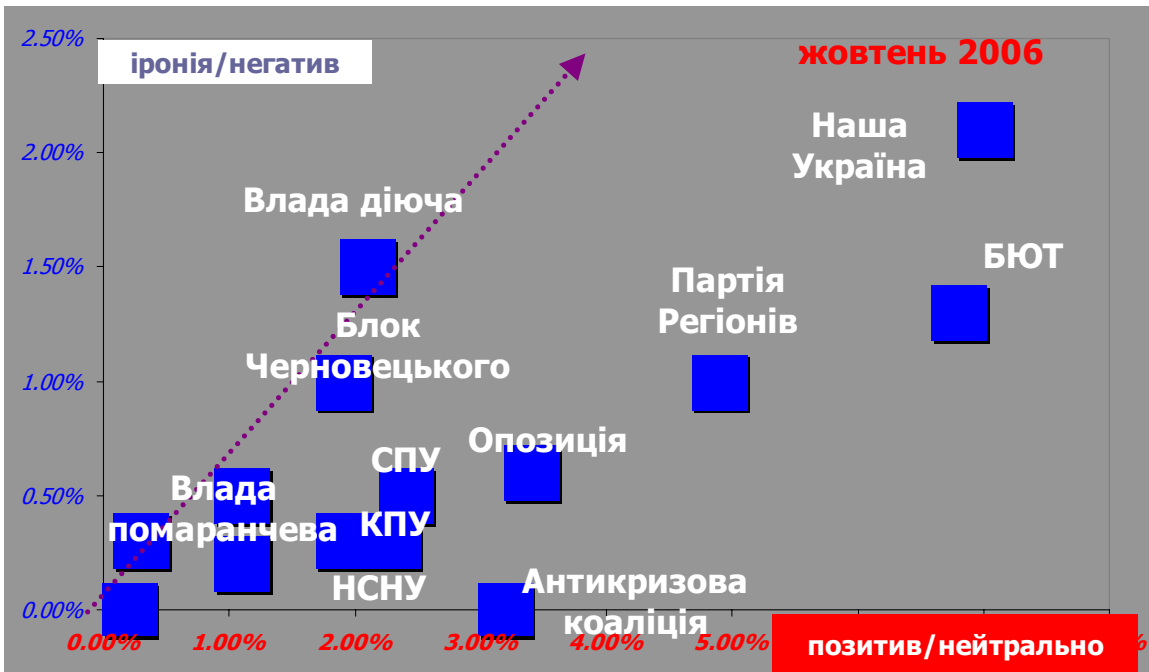 2.50%
іронія/негатив
жовтень 2006
Наша
Україна
2.00%
Влада діюча
БЮТ
1.50%
Партія
Регіонів
Блок
Черновецького
1.00%
Опозиція
СПУ
Влада
помаранчева
0.50%
КПУ
НСНУ
Антикризова
коаліція
0.00%
0.00% 1.00% 2.00% 3.00% 4.00% 5.00%
позитив/нейтрально